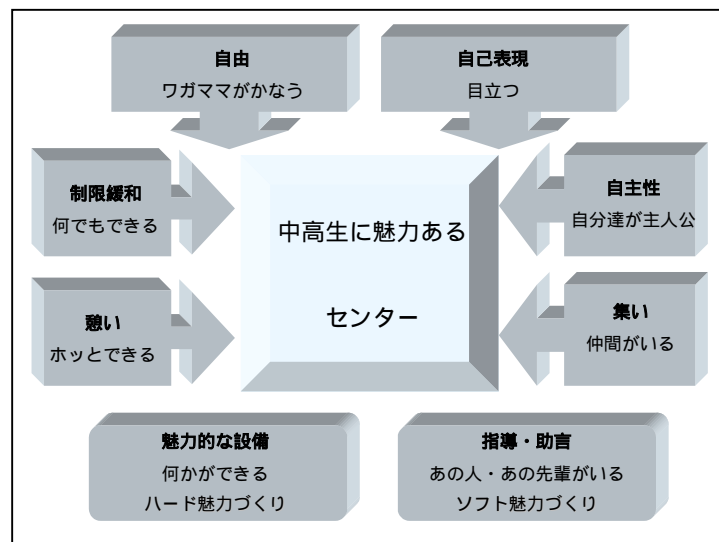 自由
ワガママがかなう
自己表現
目立つ
制限緩和
何でもできる
自主性
自分達が主人公
中高生に魅力ある
センター
憩い
ホッとできる
集い
仲間がいる
魅力的な設備
何かができる
ハード魅力づくり
指導・助言
あの人・あの先輩がいる
ソフト魅力づくり